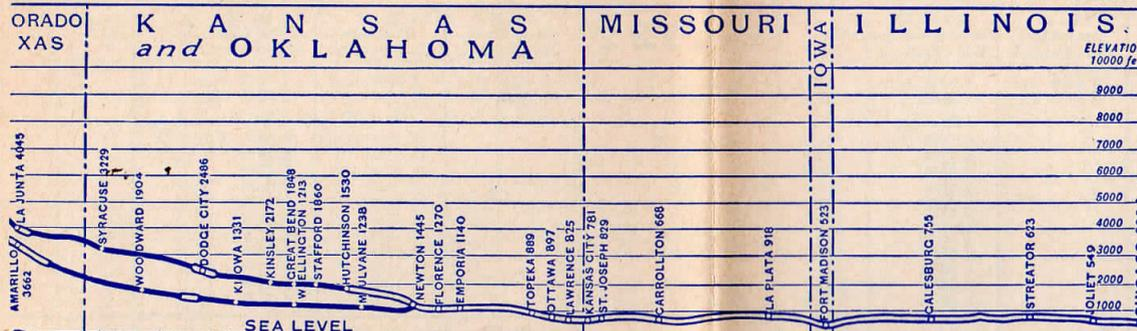 ORADO
XAS
KANSAS
and OKLAHOMA
MISSOURI
IOWA
ILLINOIS.
ELEVATIO
10000 fe
9000
8000
7000
6000
5000
4000
3000
2000
1000
LA JUNTA 4045
AMARILLO
3662
SYRACUSE 3229
WOODWARD 1904
DODGE CITY 2486
KIOWA 1331
KINSLEY 2172
GREAT BEND 1848
WELLINGTON 1213
STAFFORD 1860
HUTCHINSON 1530
MULVANE 1238
NEWTON 1445
FLORENCE 1270
EMPORIA 1140
TOPEKA 889
OTTAWA 897
LAWRENCE 825
KANSAS CITY 781
ST. JOSEPH 829
CARROLLTON 668
LA PLATA 918
FORT MADISON 523
GALESBURG 755
STREATOR 623
JOLIET 549
SEA LEVEL